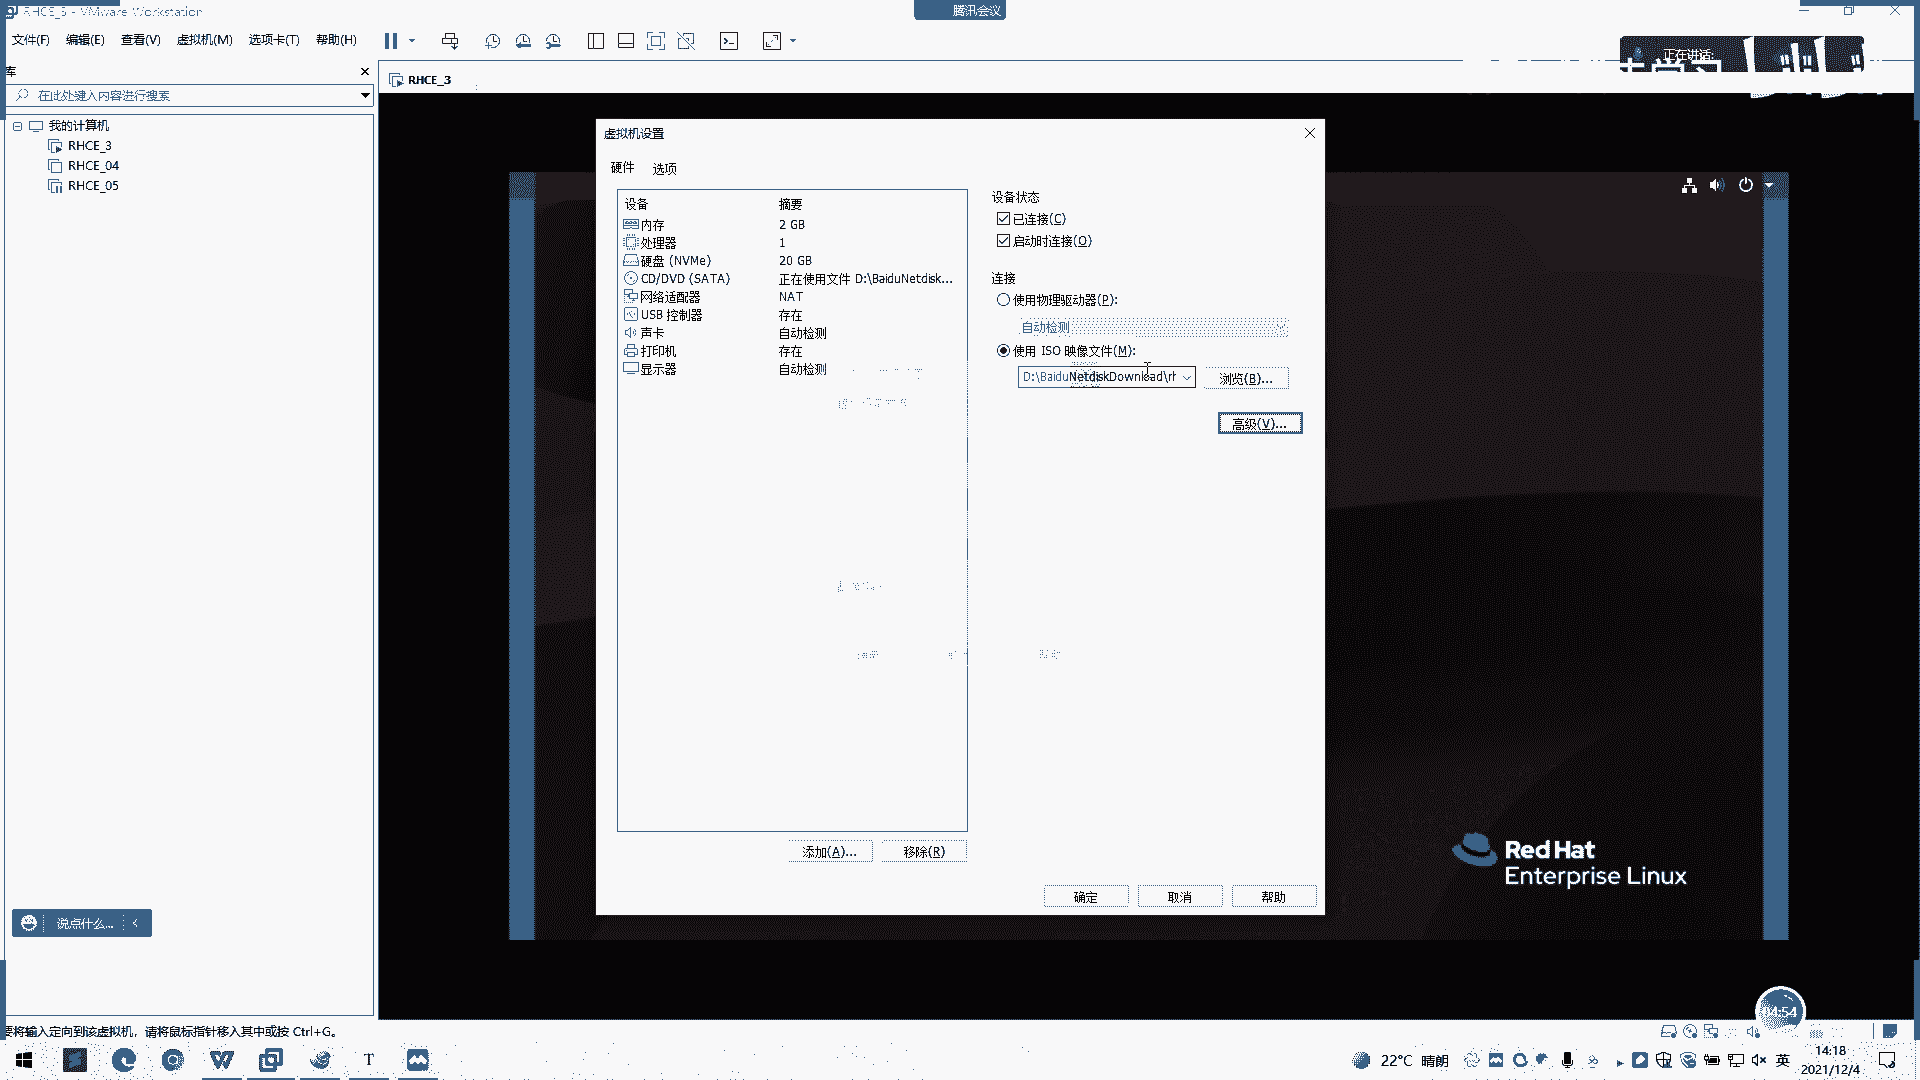 RHCE_3 - VMware Workstation
腾讯会议
文件(F) 编辑(E) 查看(V) 虚拟机(M) 选项卡(T) 帮助(H)
正在讲话:
库
在此处键入内容进行搜索
我的计算机
RHCE_3
RHCE_04
RHCE_05
RHCE_3
虚拟机设置
硬件 选项
设备 摘要
内存 2 GB
处理器 1
硬盘 (NVMe) 20 GB
CD/DVD (SATA) 正在使用文件 D:\BaiduNetdisk...
网络适配器 NAT
USB 控制器 存在
声卡 自动检测
打印机 存在
显示器 自动检测
设备状态
已连接(C)
启动时连接(O)
连接
使用物理驱动器(P):
自动检测
使用 ISO 映像文件(M):
D:\BaiduNetdiskDownload\rh
浏览(B)...
高级(V)...
添加(A)... 移除(R)
确定 取消 帮助
Red Hat
Enterprise Linux
说点什么...
要将输入定向到该虚拟机，请将鼠标指针移入其中或按 Ctrl+G。
04:54
22°C 晴朗
英
14:18
2021/12/4